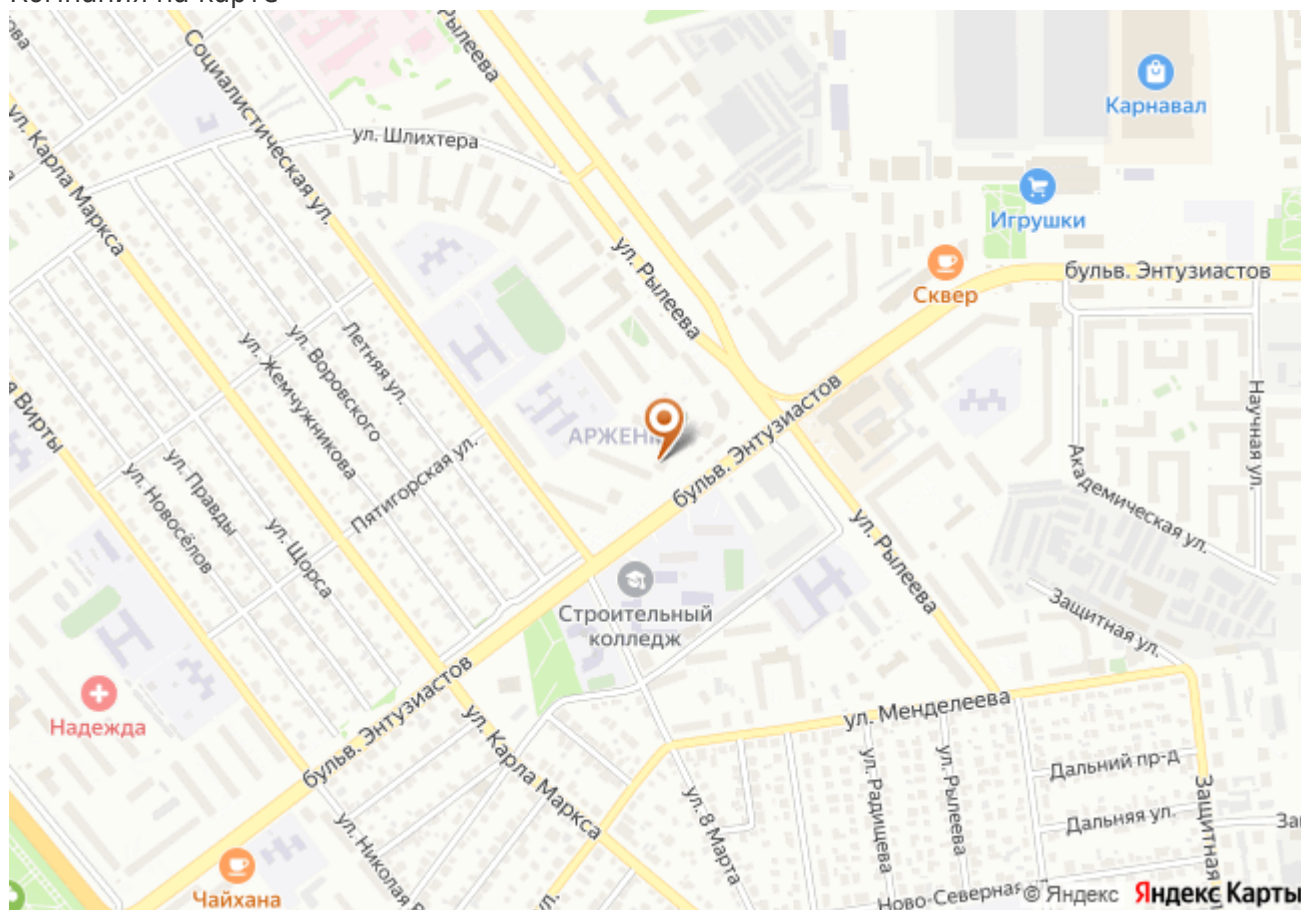 Компания на карте
Рылеева
Социалистическая ул.
ул. Карла Маркса
ул. Шлихтера
Карнавал
Игрушки
Сквер
бульв. Энтузиастов
ул. Рылеева
Летняя ул.
ул. Воровского
ул. Жемчужникова
Вирты
АРЖЕН
бульв. Энтузиастов
Научная ул.
Академическая ул.
Пятигорская ул.
ул. Правды
ул. Новосёлов
ул. Щорса
ул. Рылеева
Строительный
колледж
Защитная ул.
Надежда
бульв. Энтузиастов
ул. Карла Маркса
ул. Менделеева
ул. Радищева
ул. Рылеева
Дальний пр-д
Дальняя ул.
Защитная
ул. 8 Марта
ул. Николая
Чайхана
Ново-Северная
© Яндекс Яндекс Карты